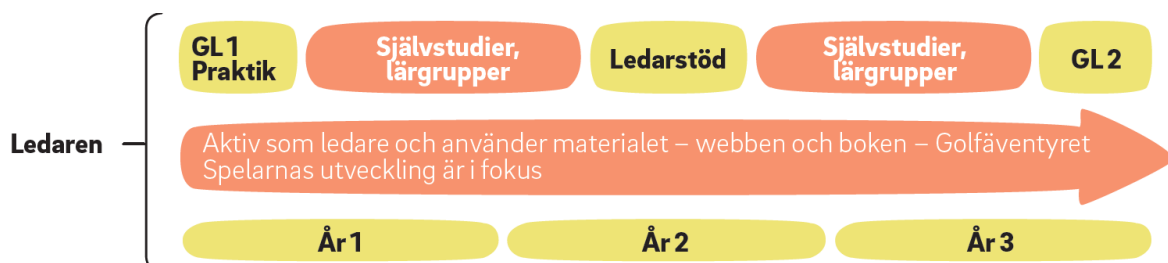 GL 1
Praktik
Självstudier,
lärgrupper
Ledarstöd
Självstudier,
lärgrupper
GL 2
Ledaren
Aktiv som ledare och använder materialet – webben och boken – Golfäventyret
Spelarnas utveckling är i fokus
År 1
År 2
År 3